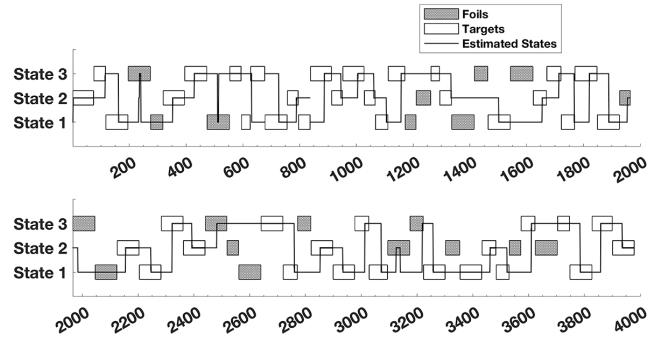 Foils
Targets
Estimated States
State 3
State 2
State 1
200 400 600 800 1000 1200 1400 1600 1800 2000
State 3
State 2
State 1
2000 2200 2400 2600 2800 3000 3200 3400 3600 3800 4000